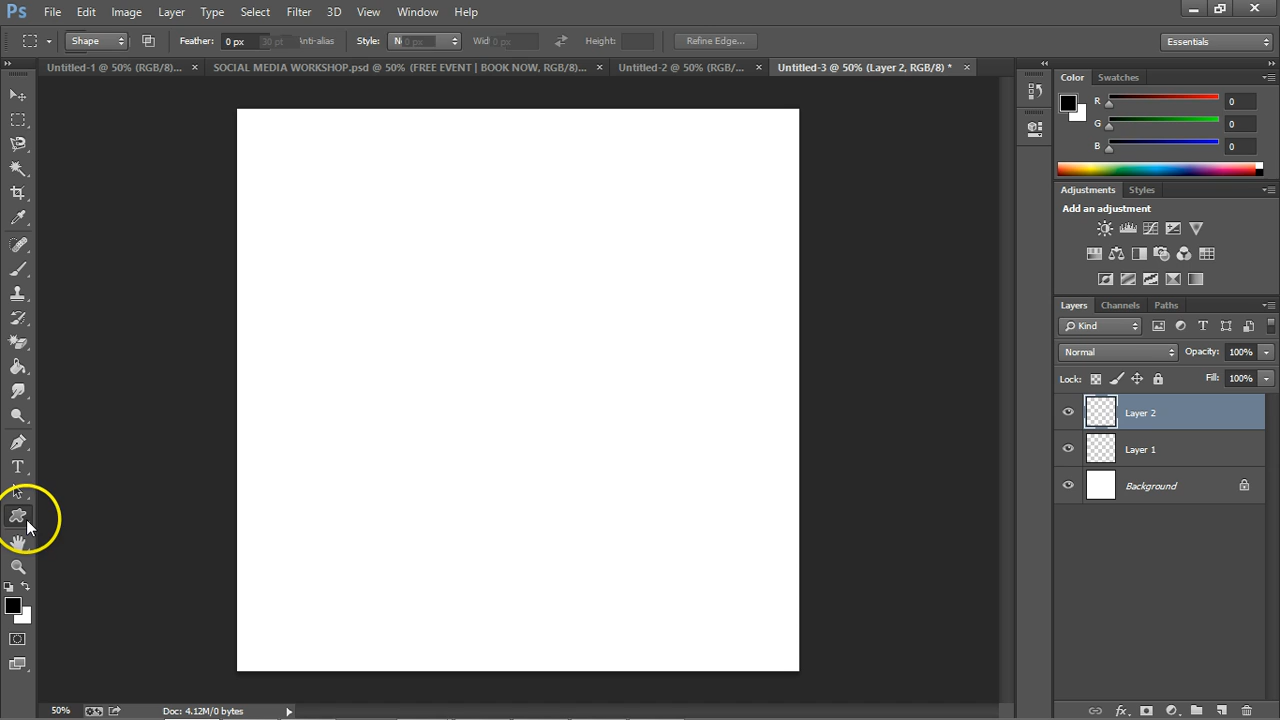 Ps File Edit Image Layer Type Select Filter 3D View Window Help
Shape Feather: 0 px Anti-alias Style: 0 px Height: Refine Edge... Essentials
Untitled-1 @ 50% (RGB/8)... × SOCIAL MEDIA WORKSHOP.psd @ 50% (FREE EVENT | BOOK NOW, RGB/8)... × Untitled-2 @ 50% (RGB/... × Untitled-3 @ 50% (Layer 2, RGB/8) * ×
Color Swatches
R 0
G 0
B 0
Adjustments Styles
Add an adjustment
Layers Channels Paths
Kind
Normal Opacity: 100%
Lock: Fill: 100%
Layer 2
Layer 1
Background
T
50% Doc: 4.12M/0 bytes
fx